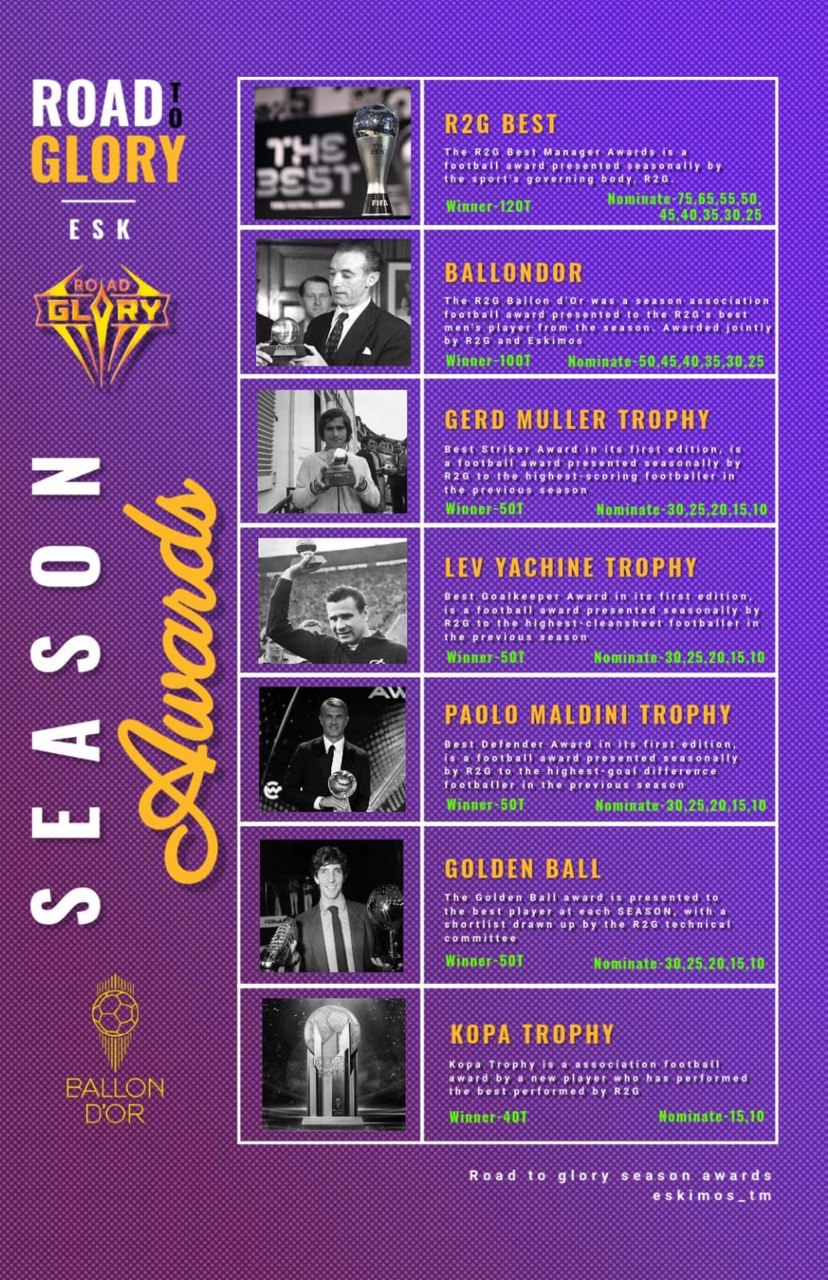 ROAD TO
GLORY
ESK
ROAD
GLORY
SEASON
Awards
BALLON
D'OR
THE
BEST
THE
BEST
FIFA
R2G BEST
The R2G Best Manager Awards is a
football award presented seasonally by
the sport's governing body, R2G.
Winner-120T
Nominate-75,65,55,50,
45,40,35,30,25
BALLONDOR
The R2G Ballon d'Or was a season association
football award presented to the R2G's best
men's player from the season. Awarded jointly
by R2G and Eskimos
Winner-100T
Nominate-50,45,40,35,30,25
GERD MULLER TROPHY
Best Striker Award in its first edition, is
a football award presented seasonally by
R2G to the highest-scoring footballer in
the previous season
Winner-50T
Nominate-30,25,20,15,10
LEV YACHINE TROPHY
Best Goalkeeper Award in its first edition,
is a football award presented seasonally by
R2G to the highest-cleansheet footballer in
the previous season
Winner-50T
Nominate-30,25,20,15,10
AW
PAOLO MALDINI TROPHY
Best Defender Award in its first edition,
is a football award presented seasonally
by R2G to the highest-goal difference
footballer in the previous season
Winner-50T
Nominate-30,25,20,15,10
GOLDEN BALL
The Golden Ball award is presented to
the best player at each SEASON, with a
shortlist drawn up by the R2G technical
committee
Winner-50T
Nominate-30,25,20,15,10
KOPA TROPHY
Kopa Trophy is a association football
award by a new player who has performed
the best performed by R2G
Winner-40T
Nominate-15,10
Road to glory season awards
eskimos_tm